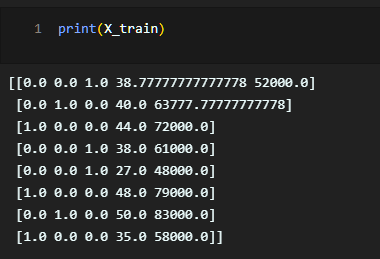 1 print(X_train)
[[0.0 0.0 1.0 38.77777777777778 52000.0]
[0.0 1.0 0.0 40.0 63777.77777777778]
[1.0 0.0 0.0 44.0 72000.0]
[0.0 0.0 1.0 38.0 61000.0]
[0.0 0.0 1.0 27.0 48000.0]
[1.0 0.0 0.0 48.0 79000.0]
[0.0 1.0 0.0 50.0 83000.0]
[1.0 0.0 0.0 35.0 58000.0]]